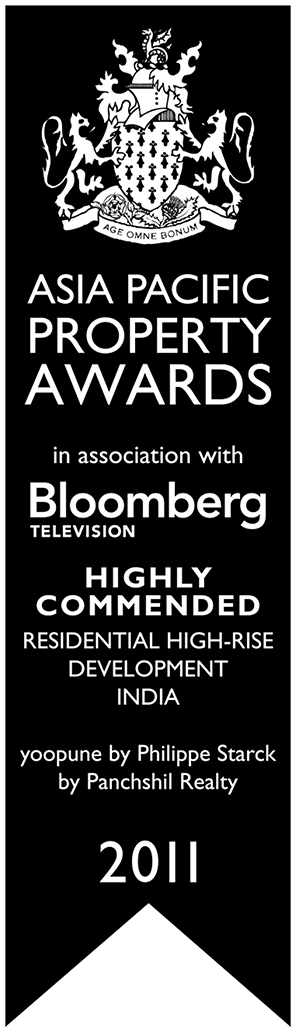 AGE OMNE BONUM
ASIA PACIFIC
PROPERTY
AWARDS
in association with
Bloomberg
TELEVISION
HIGHLY
COMMENDED
RESIDENTIAL HIGH-RISE
DEVELOPMENT
INDIA
yoopune by Philippe Starck
by Panchshil Realty
2011